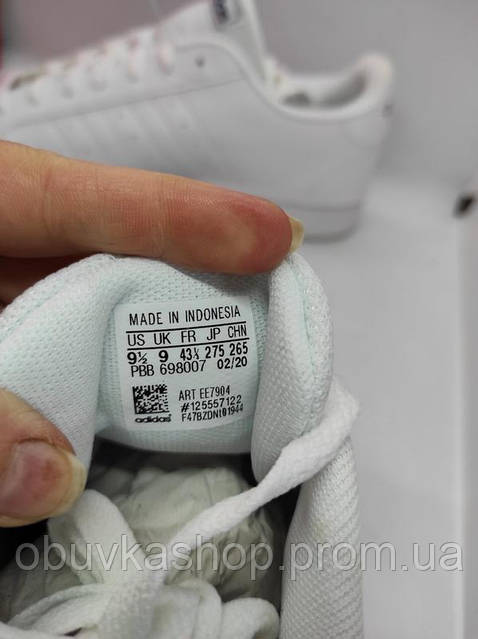 MADE IN INDONESIA
US UK FR JP CHN
9½ 9 43⅓ 275 265
PBB 698007 02/20
ART EE7904
#125557122
adidas F47BZDNt01944
obuvkashop.prom.ua